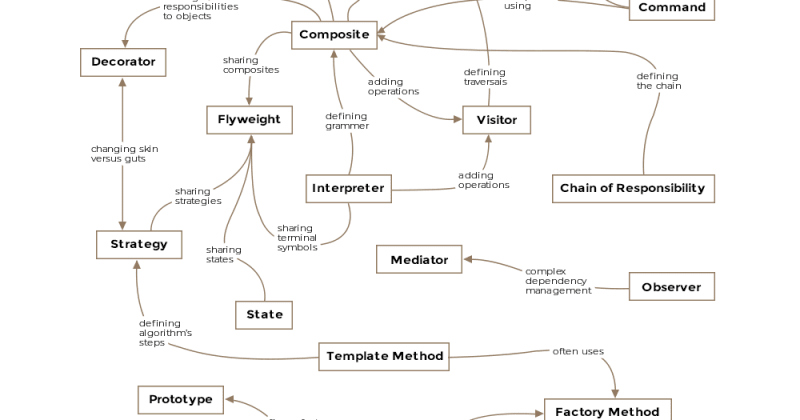 responsibilities
to objects
using
Command
Composite
Decorator
sharing
composites
adding
operations
defining
traversais
defining
the chain
Flyweight
defining
grammer
Visitor
changing skin
versus guts
sharing
strategies
Interpreter
adding
operations
Chain of Responsibility
Strategy
sharing
states
sharing
terminal
symbols
Mediator
complex
dependency
management
Observer
State
defining
algorithm's
steps
Template Method
often uses
Prototype
Factory Method